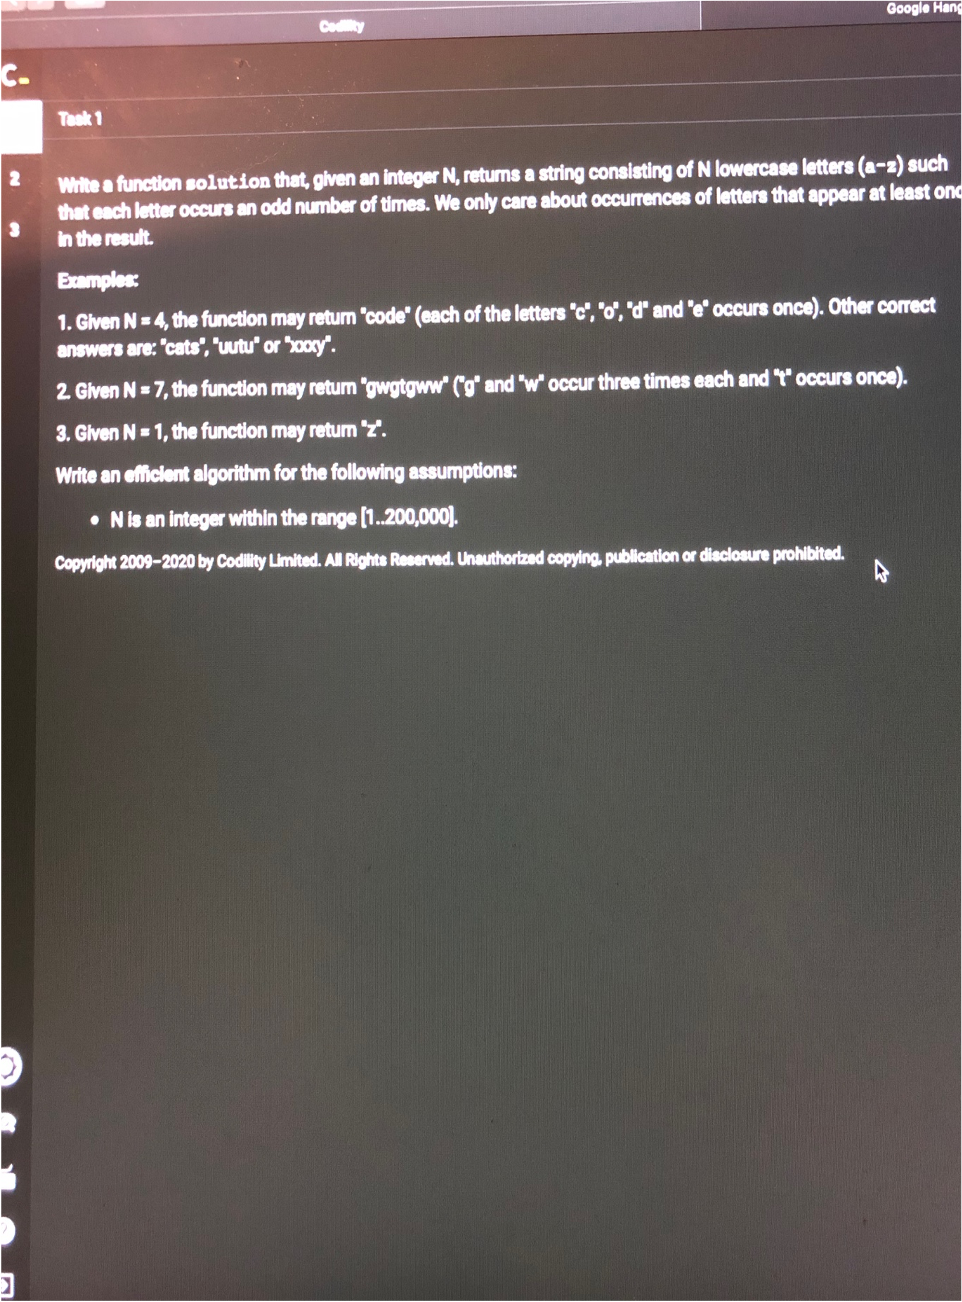 Codility
Google Hang
C
Task 1
2
3
Write a function solution that, given an integer N, returns a string consisting of N lowercase letters (a-z) such
that each letter occurs an odd number of times. We only care about occurrences of letters that appear at least onc
in the result.
Examples:
1. Given N = 4, the function may return "code" (each of the letters "c", "o", "d" and "e" occurs once). Other correct
answers are: "cats", "uutu" or "xxxy".
2. Given N = 7, the function may return "gwgtgww" ("g" and "w" occur three times each and "t" occurs once).
3. Given N = 1, the function may return "z".
Write an efficient algorithm for the following assumptions:
• N is an integer within the range [1..200,000].
Copyright 2009–2020 by Codility Limited. All Rights Reserved. Unauthorized copying, publication or disclosure prohibited.